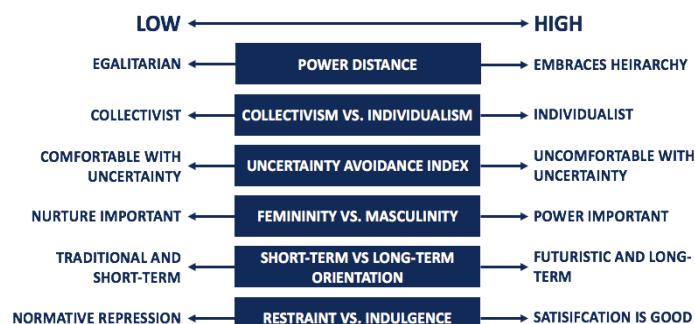 LOW HIGH
EGALITARIAN POWER DISTANCE EMBRACES HEIRARCHY
COLLECTIVIST COLLECTIVISM VS. INDIVIDUALISM INDIVIDUALIST
COMFORTABLE WITH
UNCERTAINTY
UNCERTAINTY AVOIDANCE INDEX
UNCOMFORTABLE WITH
UNCERTAINTY
NURTURE IMPORTANT FEMININITY VS. MASCULINITY POWER IMPORTANT
TRADITIONAL AND
SHORT-TERM
SHORT-TERM VS LONG-TERM
ORIENTATION
FUTURISTIC AND LONG-
TERM
NORMATIVE REPRESSION RESTRAINT VS. INDULGENCE SATISIFCATION IS GOOD